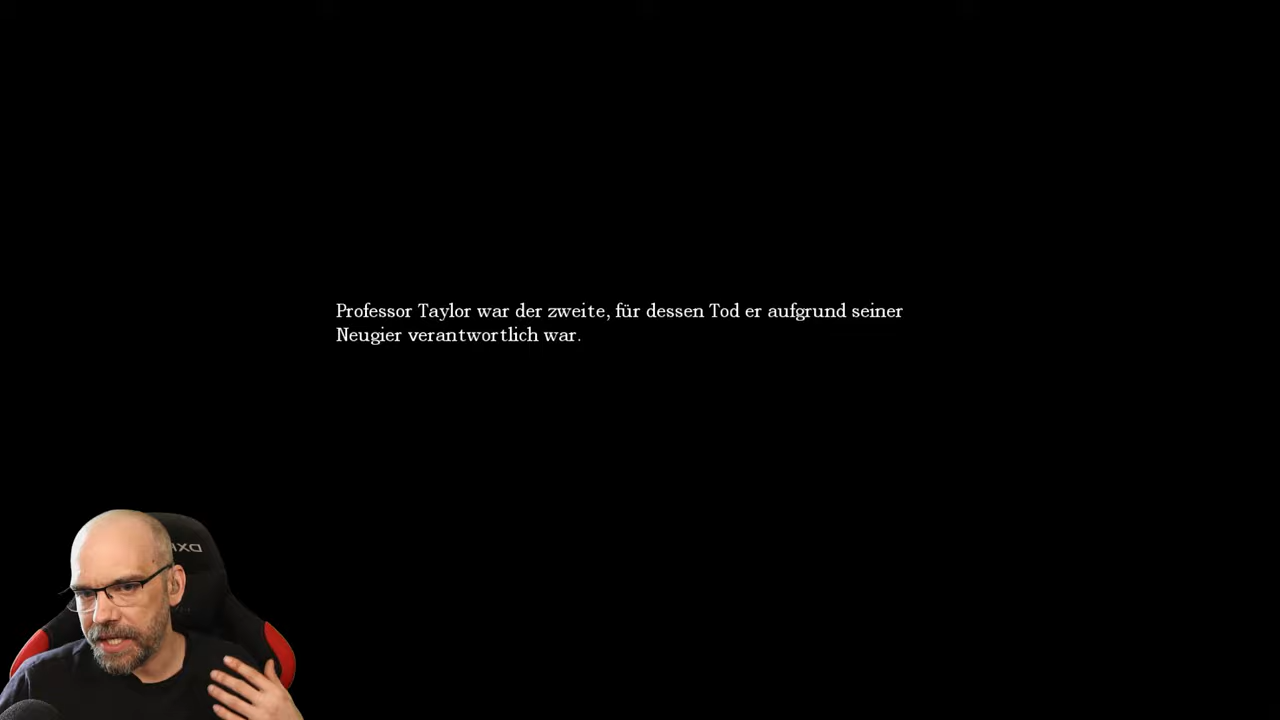 Professor Taylor war der zweite, für dessen Tod er aufgrund seiner
Neugier verantwortlich war.